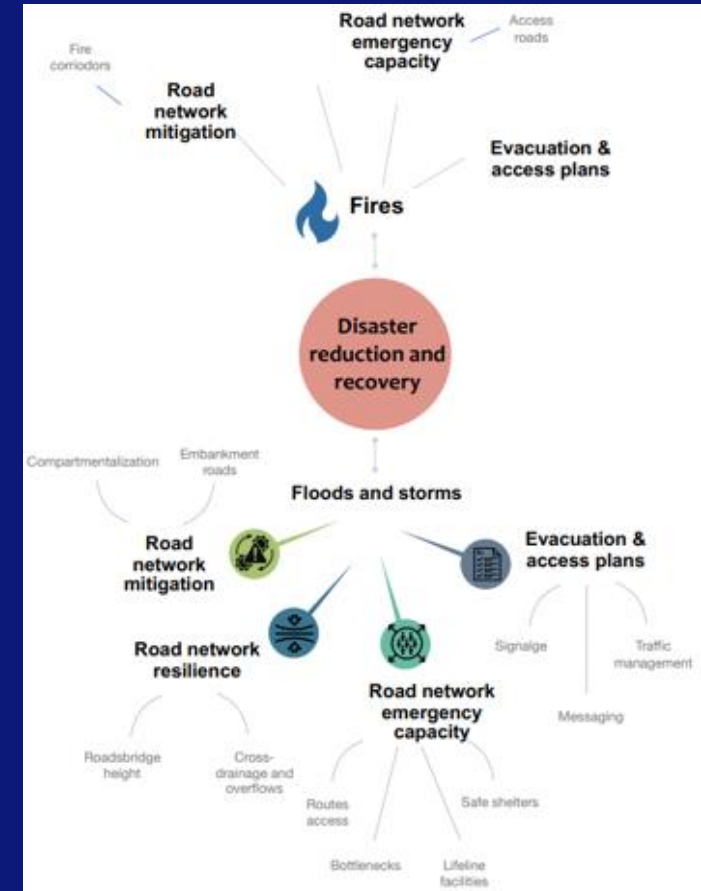 Road network
emergency
capacity
Access
roads
Fire
corriodors
Road
network
mitigation
Evacuation &
access plans
Fires
Disaster
reduction and
recovery
Compartmentalization
Embankment
roads
Floods and storms
Road
network
mitigation
Evacuation &
access plans
Road network
resilience
Signalge
Traffic
management
Messaging
Road network
emergency
capacity
Roadsbridge
height
Cross-
drainage and
overflows
Routes
access
Safe shelters
Bottlenecks
Lifeline
facilities